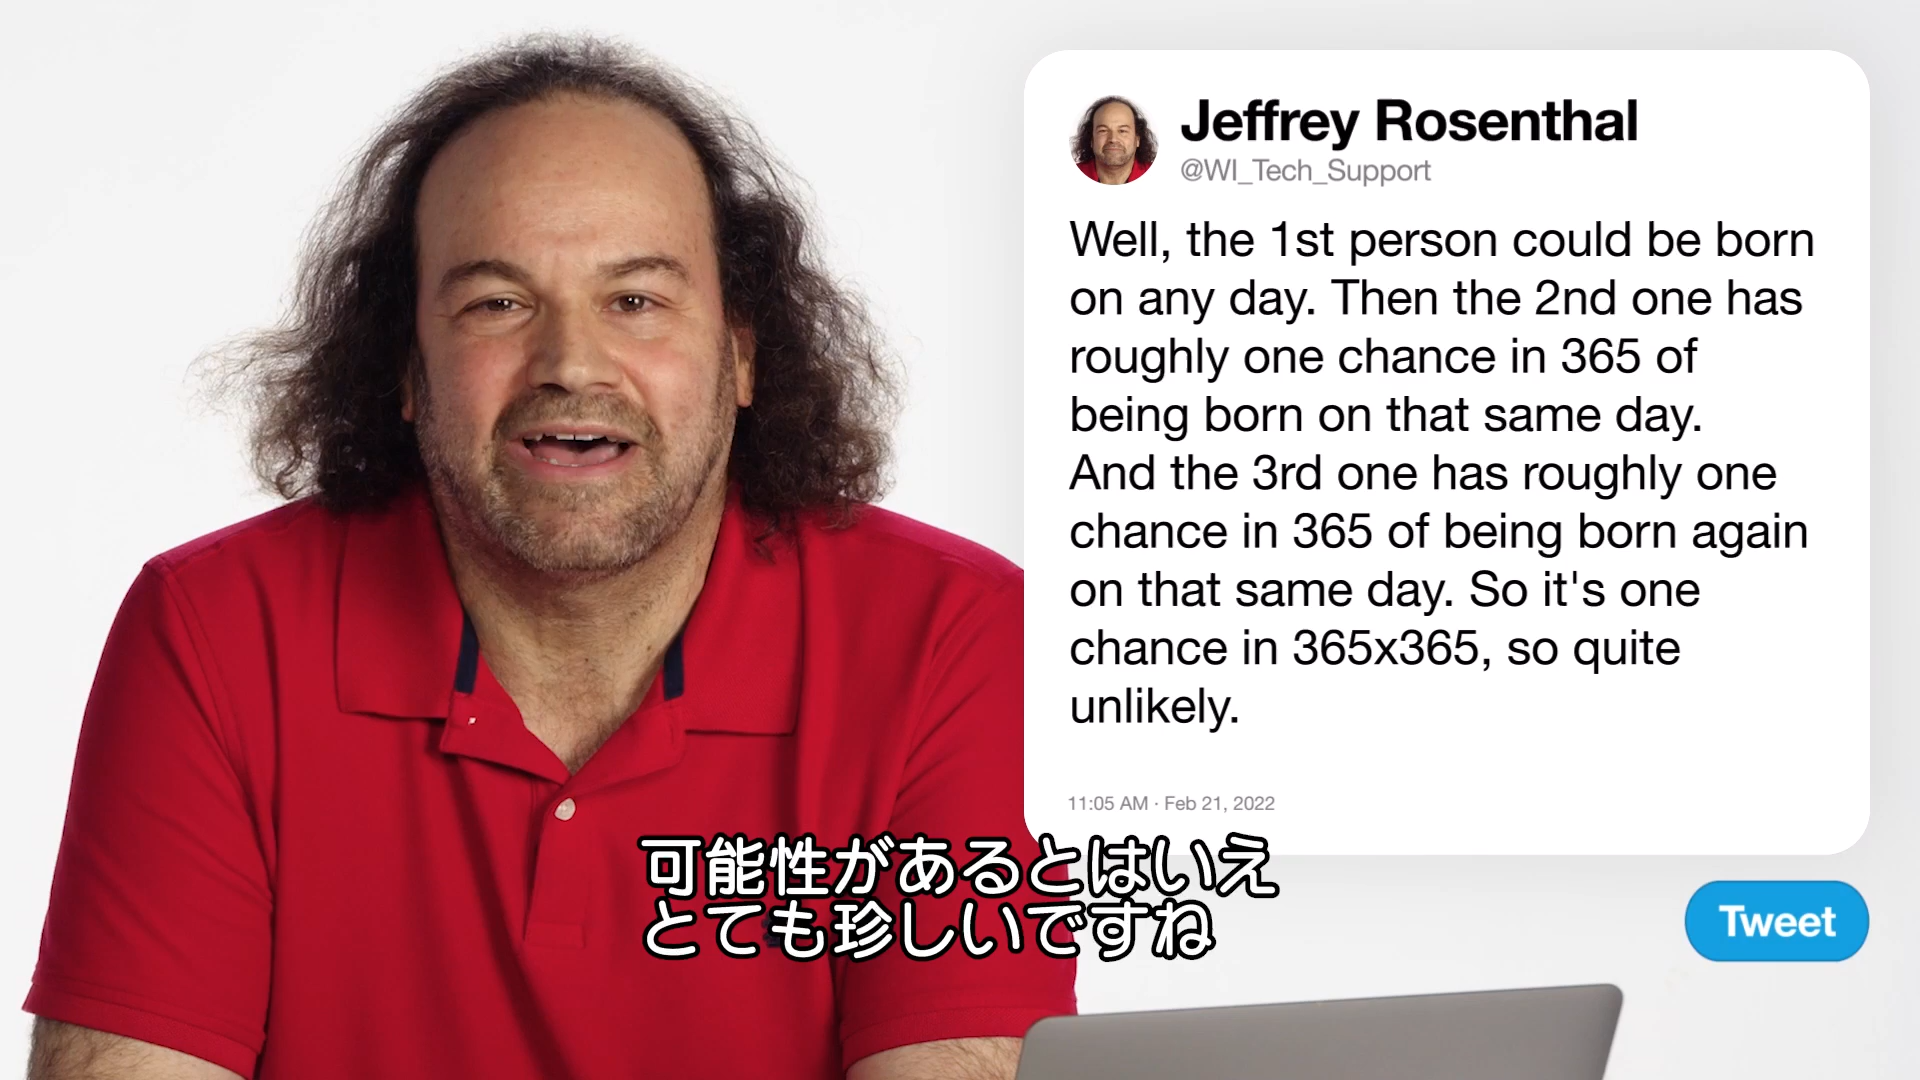 Jeffrey Rosenthal
@WI_Tech_Support
Well, the 1st person could be born
on any day. Then the 2nd one has
roughly one chance in 365 of
being born on that same day.
And the 3rd one has roughly one
chance in 365 of being born again
on that same day. So it's one
chance in 365x365, so quite
unlikely.
11:05 AM · Feb 21, 2022
可能性があるとはいえ
とても珍しいですね
Tweet